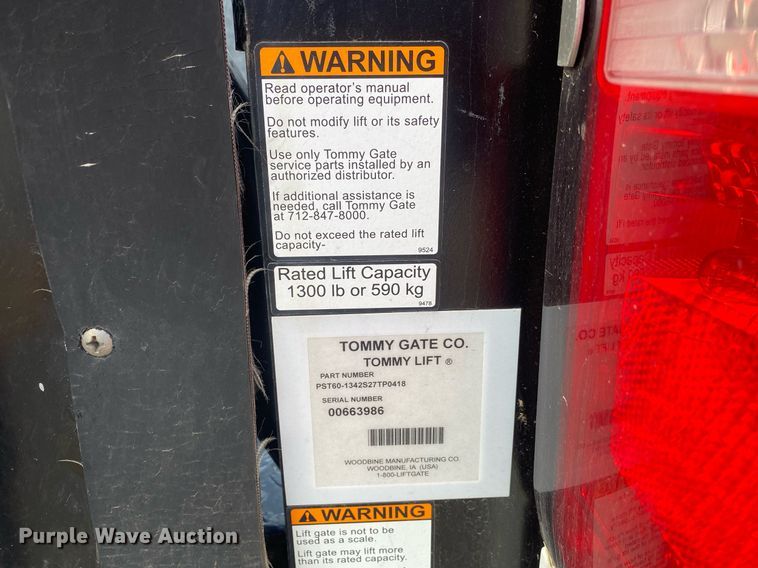 WARNING
Read operator's manual
before operating equipment.
Do not modify lift or its safety
features.
Use only Tommy Gate
service parts installed by an
authorized distributor.
If additional assistance is
needed, call Tommy Gate
at 712-847-8000.
Do not exceed the rated lift
capacity-
9524
Rated Lift Capacity
1300 lb or 590 kg
9478
TOMMY GATE CO.
TOMMY LIFT ®
PART NUMBER
PST60-1342S27TP0418
SERIAL NUMBER
00663986
WOODBINE MANUFACTURING CO.
WOODBINE, IA (USA)
1-800-LIFTGATE
WARNING
Lift gate is not to be
used as a scale.
Lift gate may lift more
than its rated capacity.
Purple Wave Auction